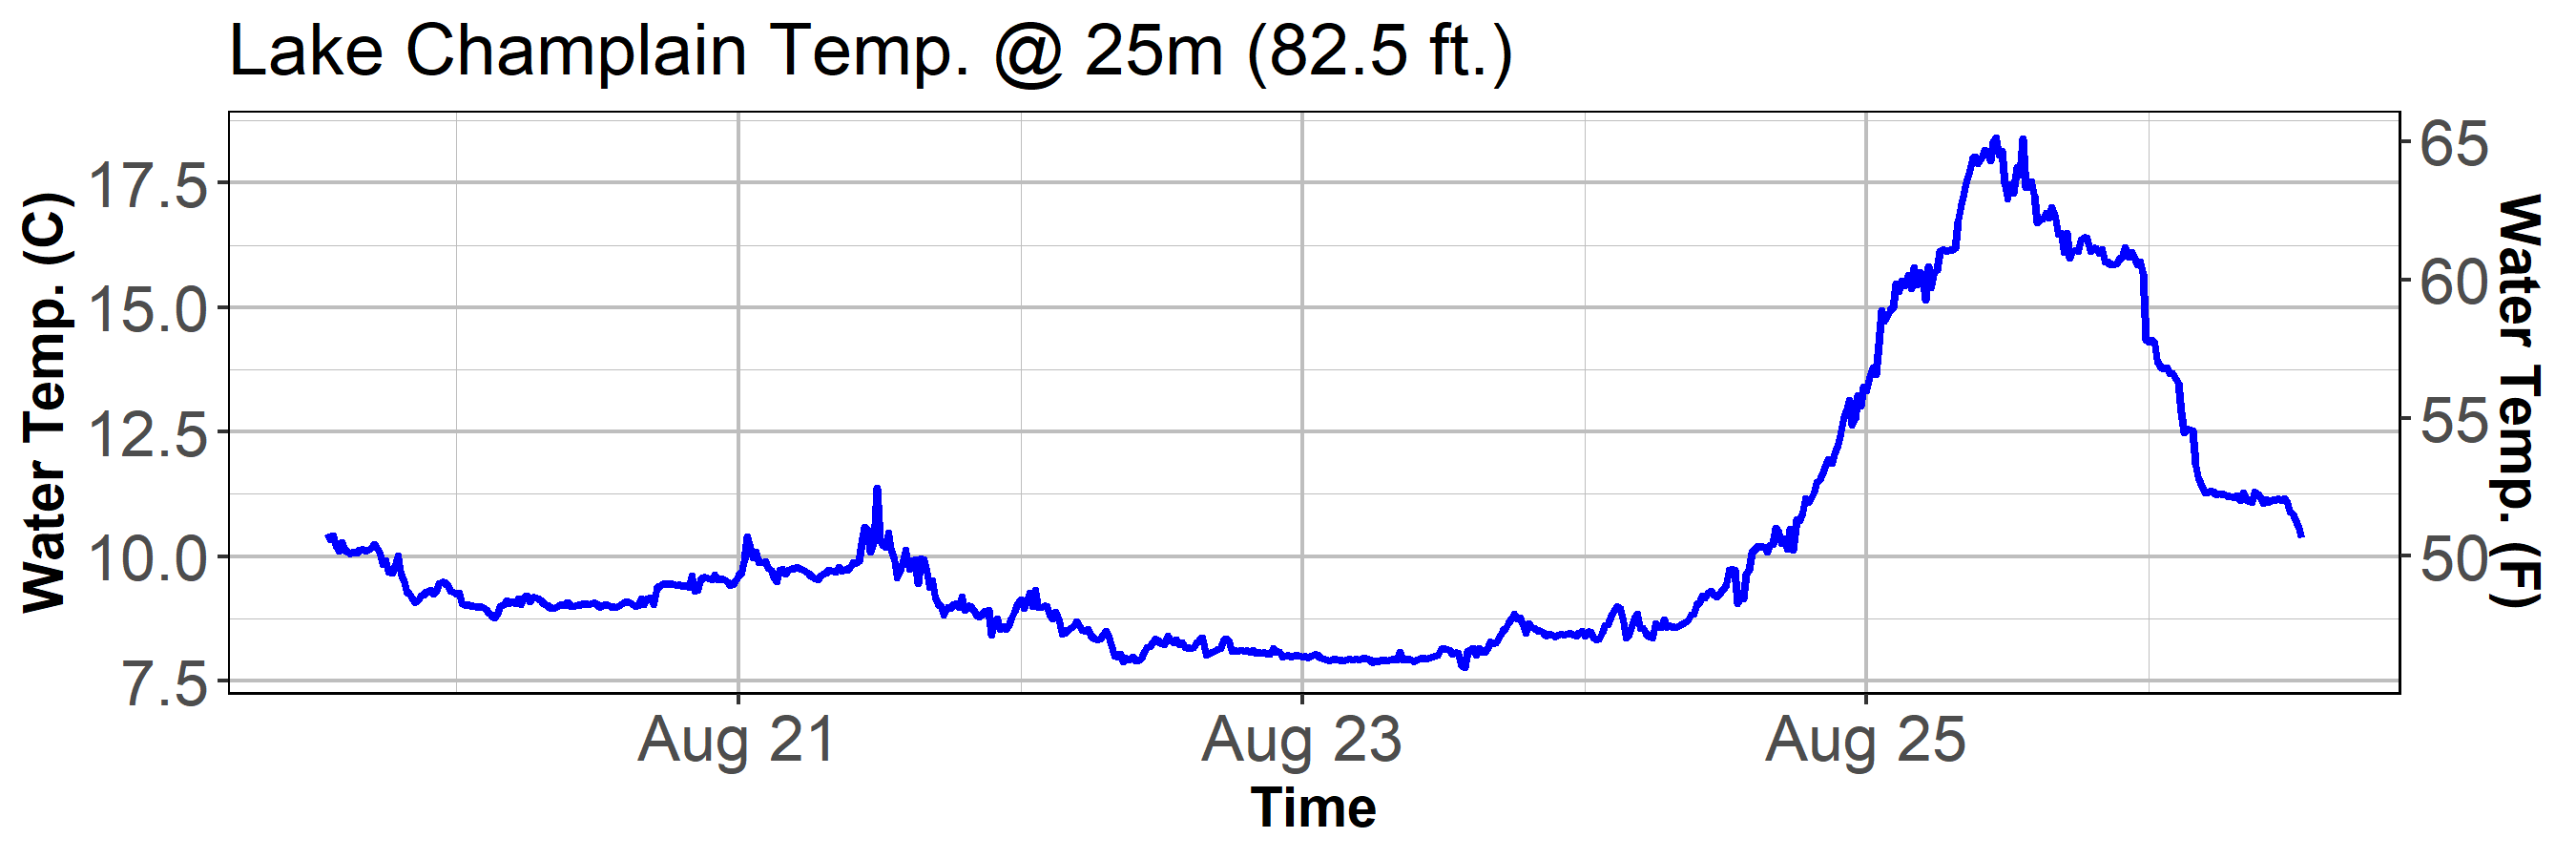 Lake Champlain Temp. @ 25m (82.5 ft.)
Water Temp. (C)
17.5
15.0
12.5
10.0
7.5
65
60
55
50
Water Temp. (F)
Aug 21
Aug 23
Aug 25
Time